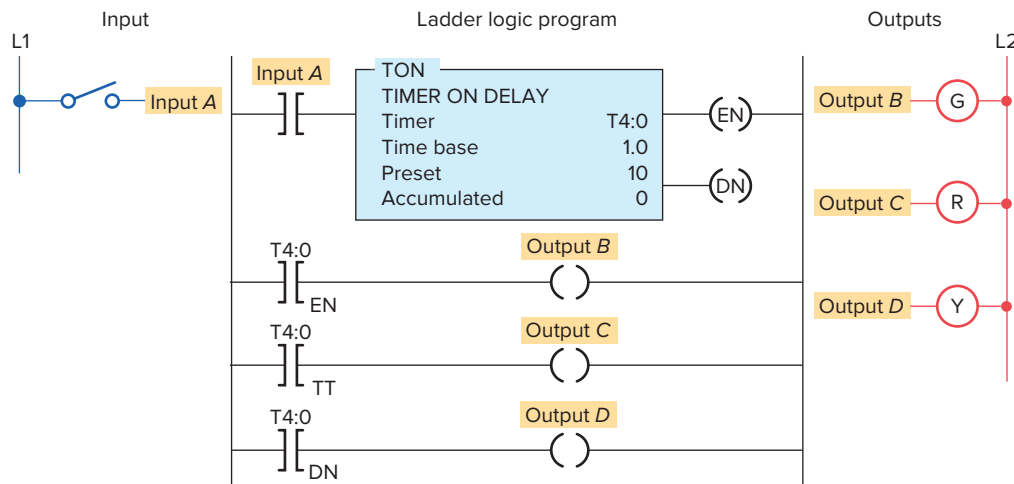 Input
Ladder logic program
Outputs
L1
L2
Input A
Input A
TON
TIMER ON DELAY
Timer T4:0
Time base 1.0
Preset 10
Accumulated 0
EN
DN
Output B
G
Output C
R
Output D
Y
T4:0
EN
Output B
T4:0
TT
Output C
T4:0
DN
Output D